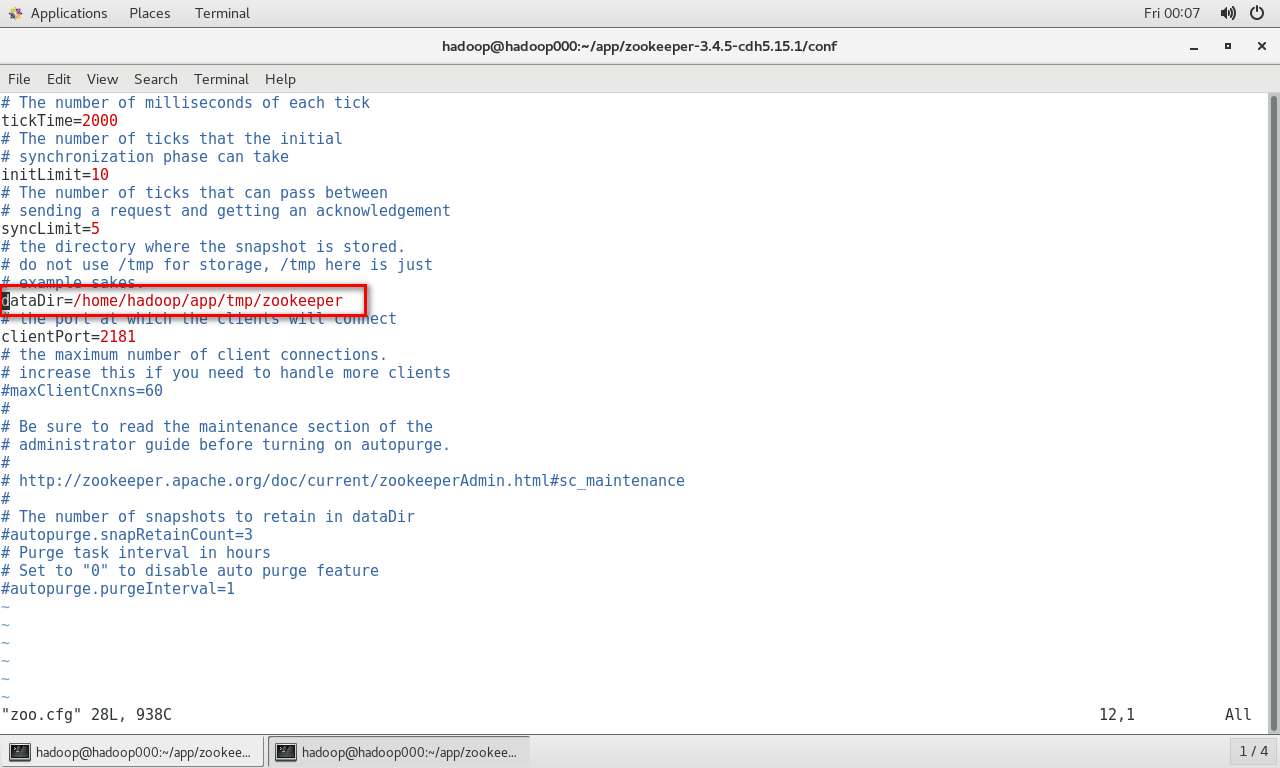 Applications Places Terminal Fri 00:07
hadoop@hadoop000:~/app/zookeeper-3.4.5-cdh5.15.1/conf
File Edit View Search Terminal Help
# The number of milliseconds of each tick
tickTime=2000
# The number of ticks that the initial
# synchronization phase can take
initLimit=10
# The number of ticks that can pass between
# sending a request and getting an acknowledgement
syncLimit=5
# the directory where the snapshot is stored.
# do not use /tmp for storage, /tmp here is just
# example sakes.
dataDir=/home/hadoop/app/tmp/zookeeper
# the port at which the clients will connect
clientPort=2181
# the maximum number of client connections.
# increase this if you need to handle more clients
#maxClientCnxns=60
#
# Be sure to read the maintenance section of the
# administrator guide before turning on autopurge.
#
# http://zookeeper.apache.org/doc/current/zookeeperAdmin.html#sc_maintenance
#
# The number of snapshots to retain in dataDir
#autopurge.snapRetainCount=3
# Purge task interval in hours
# Set to "0" to disable auto purge feature
#autopurge.purgeInterval=1
~
~
~
~
~
~
"zoo.cfg" 28L, 938C 12,1 All
hadoop@hadoop000:~/app/zookee... hadoop@hadoop000:~/app/zookee... 1 / 4